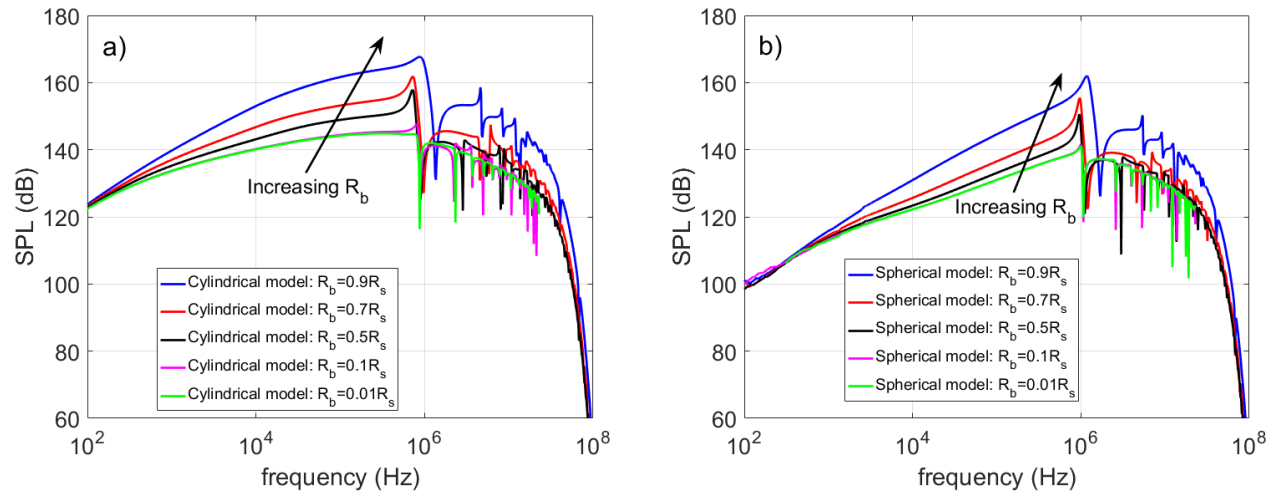 a)
SPL (dB)
180
160
140
120
100
80
60
Increasing R_b
Cylindrical model: R_b=0.9R_s
Cylindrical model: R_b=0.7R_s
Cylindrical model: R_b=0.5R_s
Cylindrical model: R_b=0.1R_s
Cylindrical model: R_b=0.01R_s
10^2
10^4
10^6
10^8
frequency (Hz)
b)
SPL (dB)
180
160
140
120
100
80
60
Increasing R_b
Spherical model: R_b=0.9R_s
Spherical model: R_b=0.7R_s
Spherical model: R_b=0.5R_s
Spherical model: R_b=0.1R_s
Spherical model: R_b=0.01R_s
10^2
10^4
10^6
10^8
frequency (Hz)